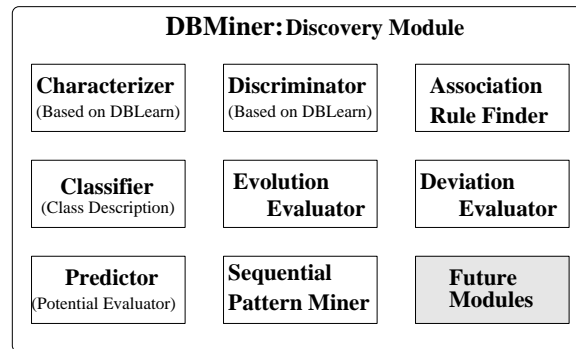 DBMiner: Discovery Module
Characterizer
(Based on DBLearn)
Discriminator
(Based on DBLearn)
Association
Rule Finder
Classifier
(Class Description)
Evolution
Evaluator
Deviation
Evaluator
Predictor
(Potential Evaluator)
Sequential
Pattern Miner
Future
Modules